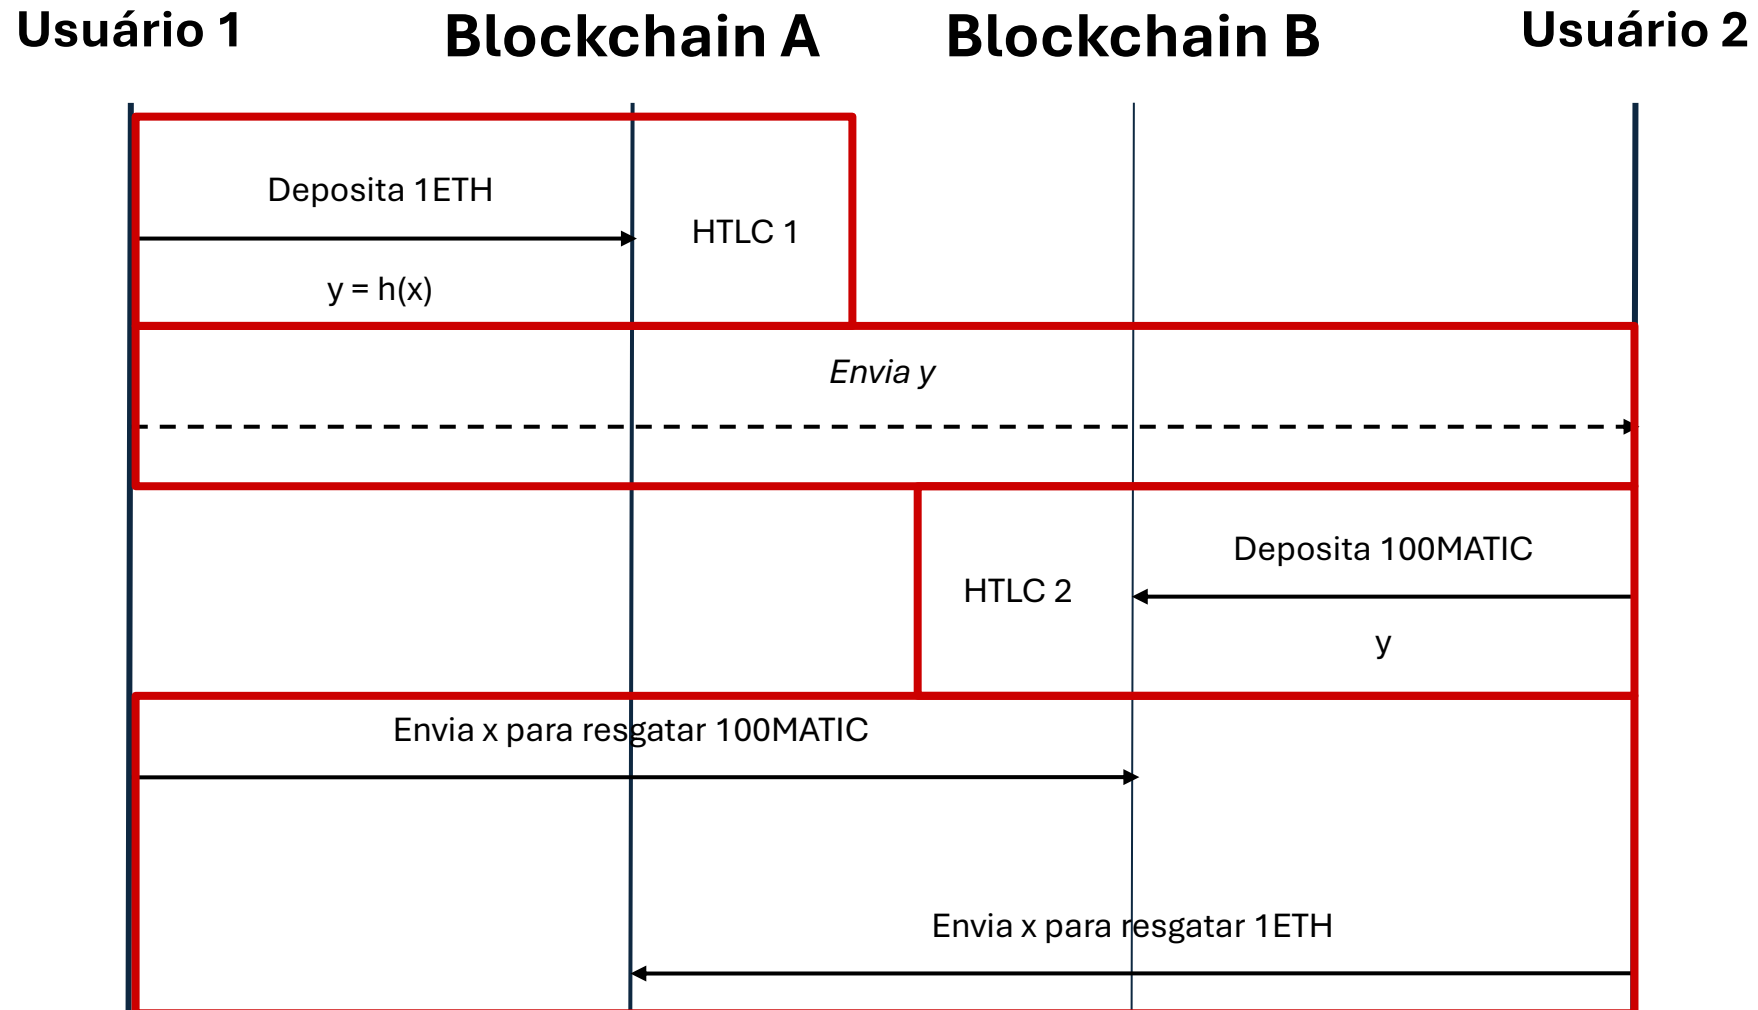 Usuário 1
Blockchain A
Blockchain B
Usuário 2
Deposita 1ETH
HTLC 1
y = h(x)
Envia y
Deposita 100MATIC
HTLC 2
y
Envia x para resgatar 100MATIC
Envia x para resgatar 1ETH